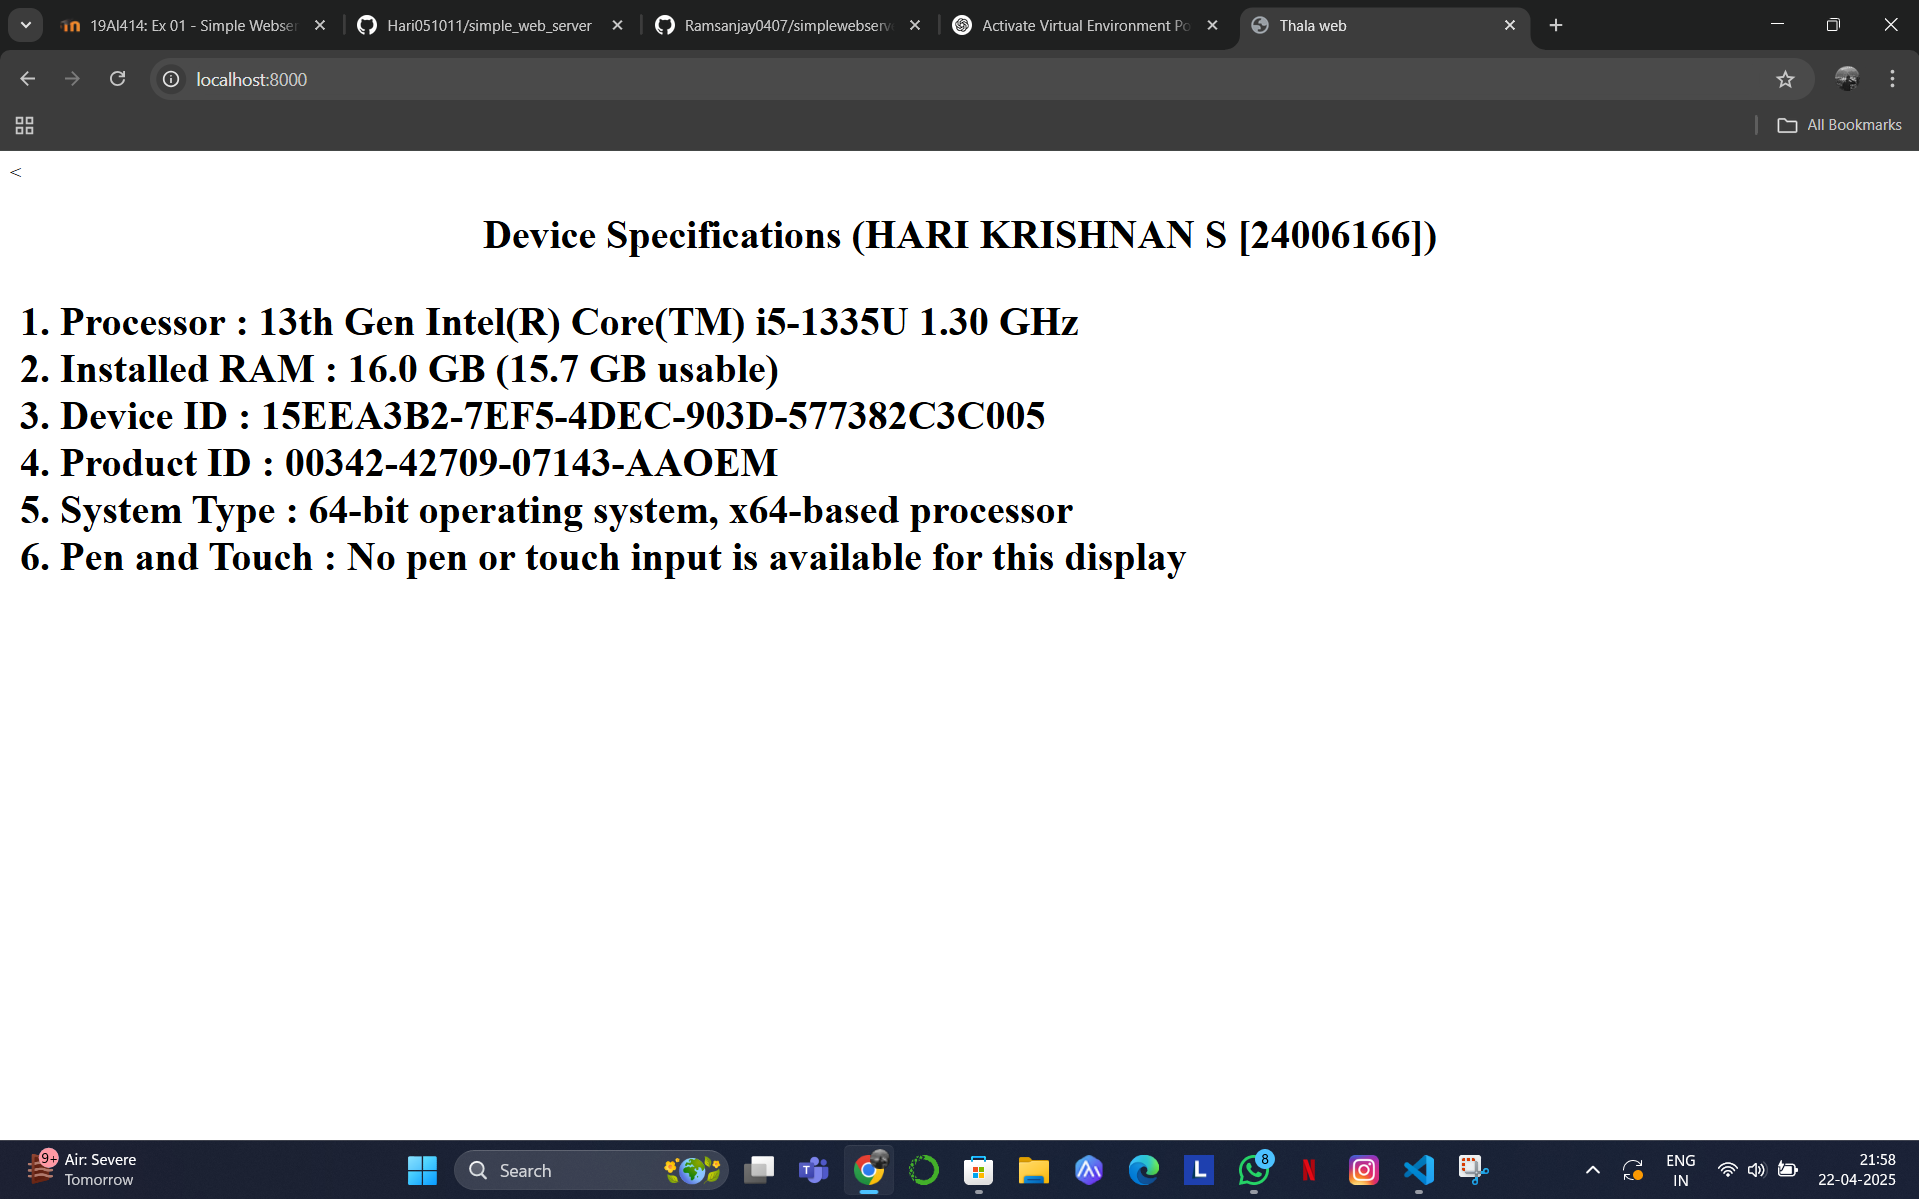 19AI414: Ex 01 - Simple Webser
Hari051011/simple_web_server
Ramsanjay0407/simplewebserv
Activate Virtual Environment Po
Thala web
localhost:8000
All Bookmarks
<
Device Specifications (HARI KRISHNAN S [24006166])
1. Processor : 13th Gen Intel(R) Core(TM) i5-1335U 1.30 GHz
2. Installed RAM : 16.0 GB (15.7 GB usable)
3. Device ID : 15EEA3B2-7EF5-4DEC-903D-577382C3C005
4. Product ID : 00342-42709-07143-AAOEM
5. System Type : 64-bit operating system, x64-based processor
6. Pen and Touch : No pen or touch input is available for this display
9+
Air: Severe
Tomorrow
Search
L
8
N
ENG
IN
21:58
22-04-2025